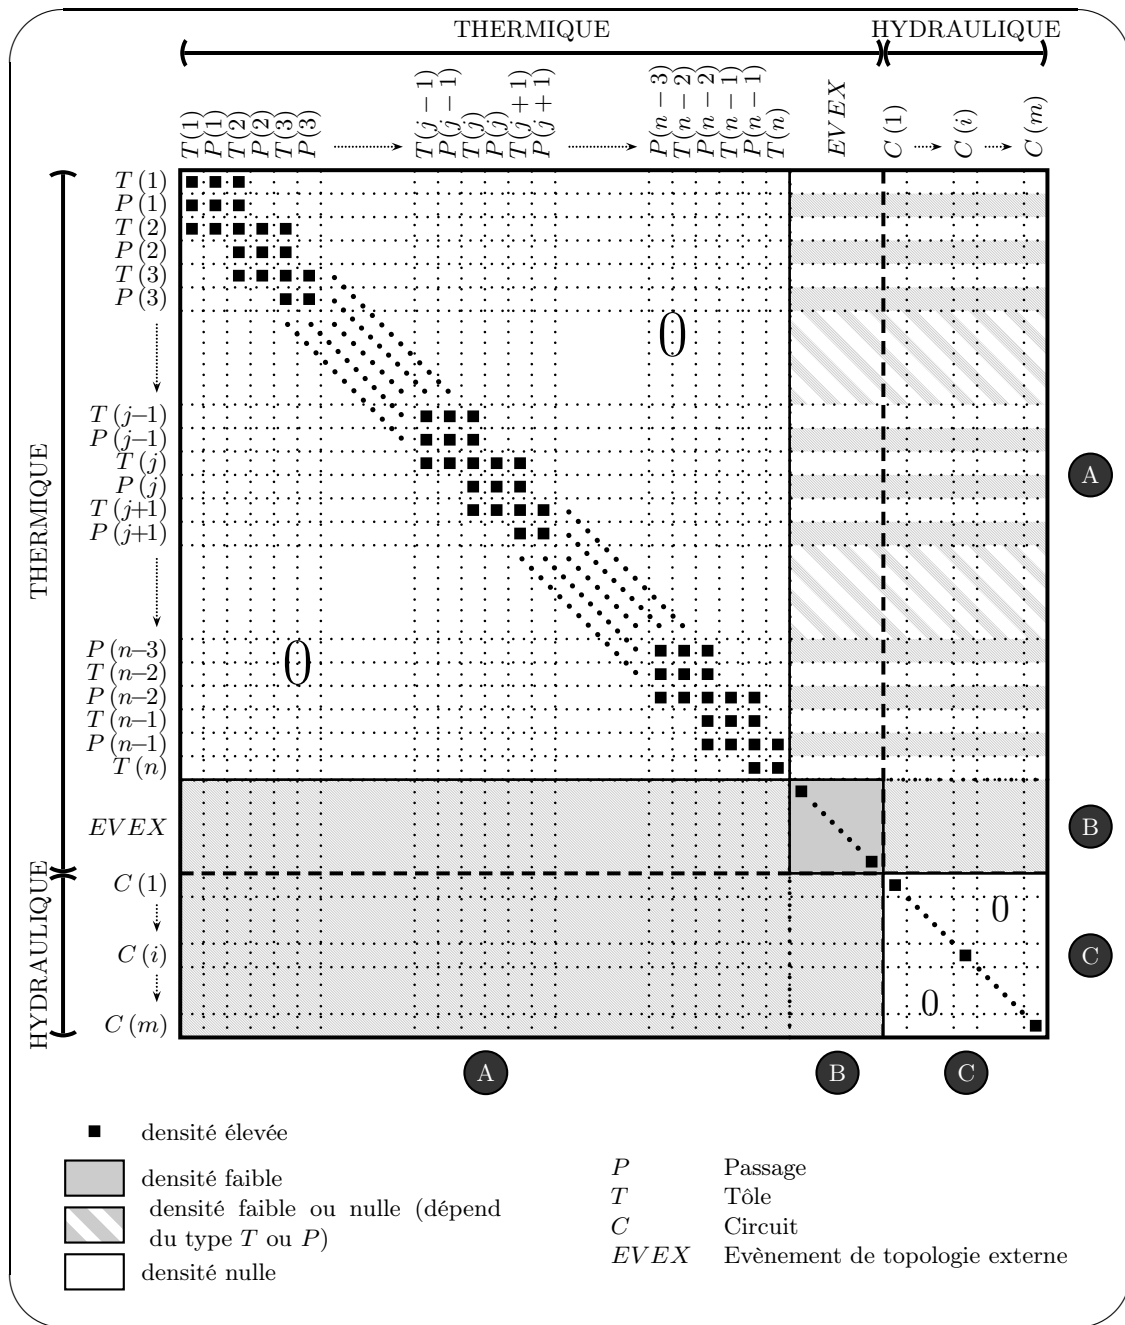 THERMIQUE HYDRAULIQUE
T(1) P(1) T(2) P(2) T(3) P(3) T(j − 1) P(j − 1) T(j) P(j) T(j + 1) P(j + 1) P(n − 3) T(n − 2) P(n − 2) T(n − 1) P(n − 1) T(n) EVEX C(1) C(i) C(m)
THERMIQUE
HYDRAULIQUE
T(1)
P(1)
T(2)
P(2)
T(3)
P(3)
0
T(j−1)
P(j−1)
T(j)
A
P(j)
T(j+1)
P(j+1)
P(n−3)
0
T(n−2)
P(n−2)
T(n−1)
P(n−1)
T(n)
EVEX B
C(1)
0
C(i) C
0
C(m)
A B C
densité élevée
densité faible
densité faible ou nulle (dépend
du type T ou P)
densité nulle
P Passage
T Tôle
C Circuit
EVEX Evènement de topologie externe